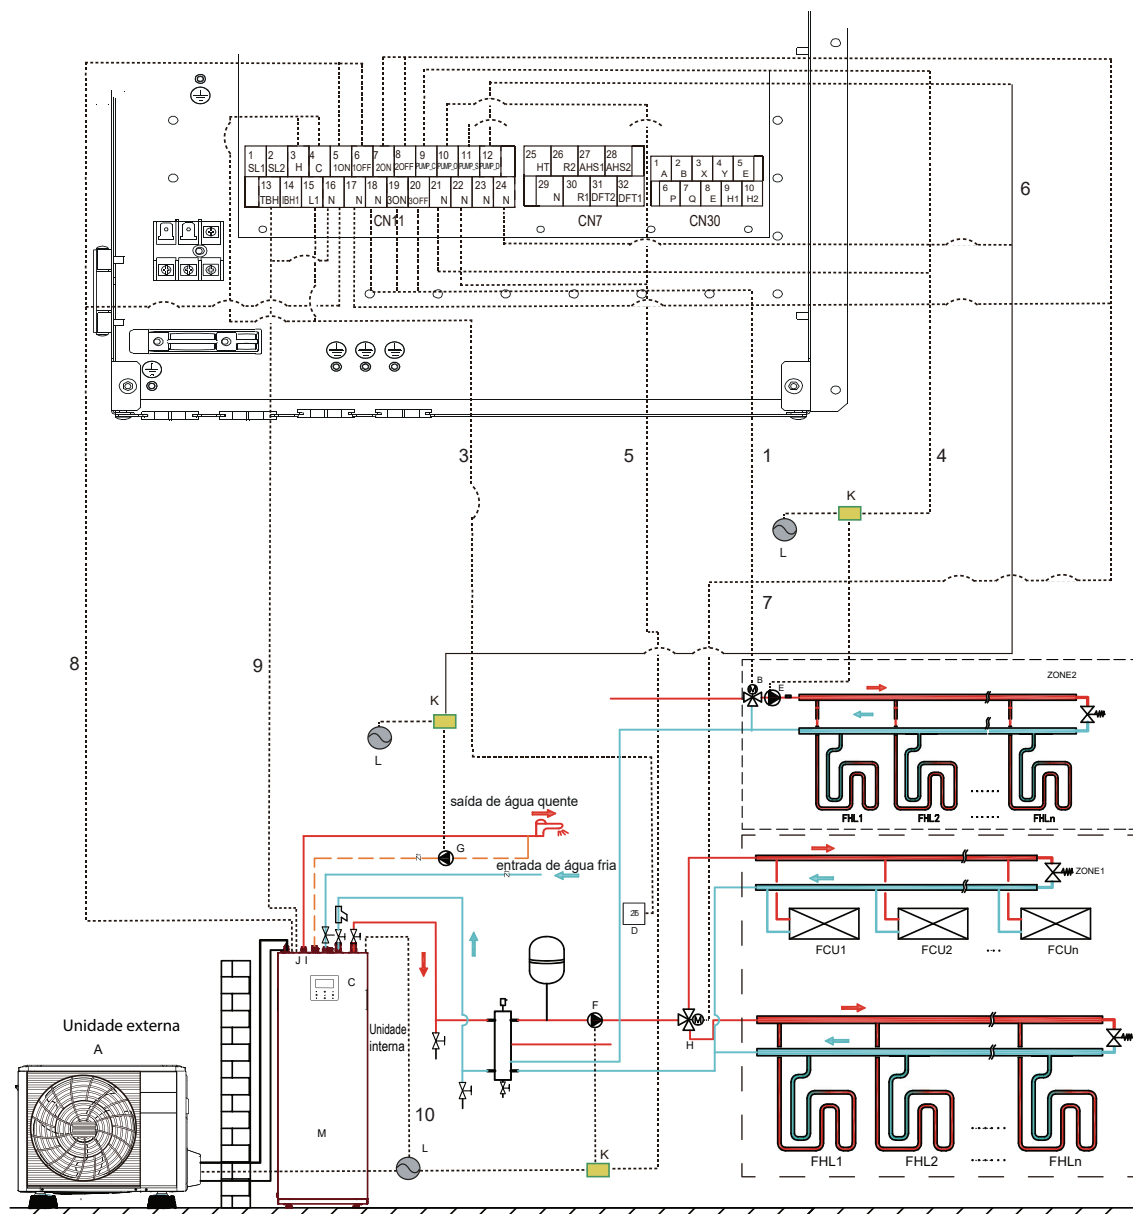 1 2 3 4 5 6 7 8 9 10 11 12
SL1 SL2 H C 1ON 1OFF 2ON 2OFF PUMP_C PUMP_O PUMP_S PUMP_D
13 14 15 16 17 18 19 20 21 22 23 24
TBH IBH1 L1 N N N 3ON 3OFF N N N N
CN11
25 26 27 28
HT R2 AHS1 AHS2
29 30 31 32
N R1 DFT2 DFT1
CN7
1 2 3 4 5
A B X Y E
6 7 8 9 10
P Q E H1 H2
CN30
6
3
5
1
4
K
L
7
8
9
ZONE2
B
E
K
L
FHL1 FHL2 ...... FHLn
saída de água quente
G
entrada de água fria
ZONE1
25
D
FCU1 FCU2 ... FCUn
J I
C
Unidade
interna
F
M
H
Unidade externa
A
M
10
L
K
FHL1 FHL2 ...... FHLn